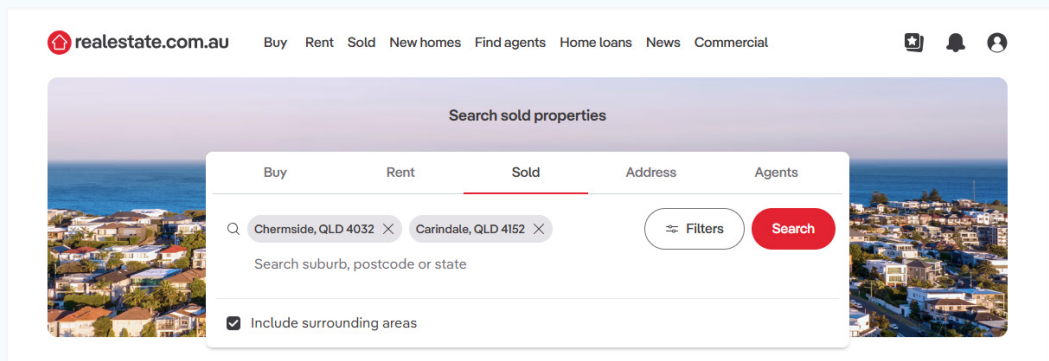 realestate.com.au Buy Rent Sold New homes Find agents Home loans News Commercial
Search sold properties
Buy Rent Sold Address Agents
Chermside, QLD 4032 Carindale, QLD 4152 Filters Search
Search suburb, postcode or state
Include surrounding areas